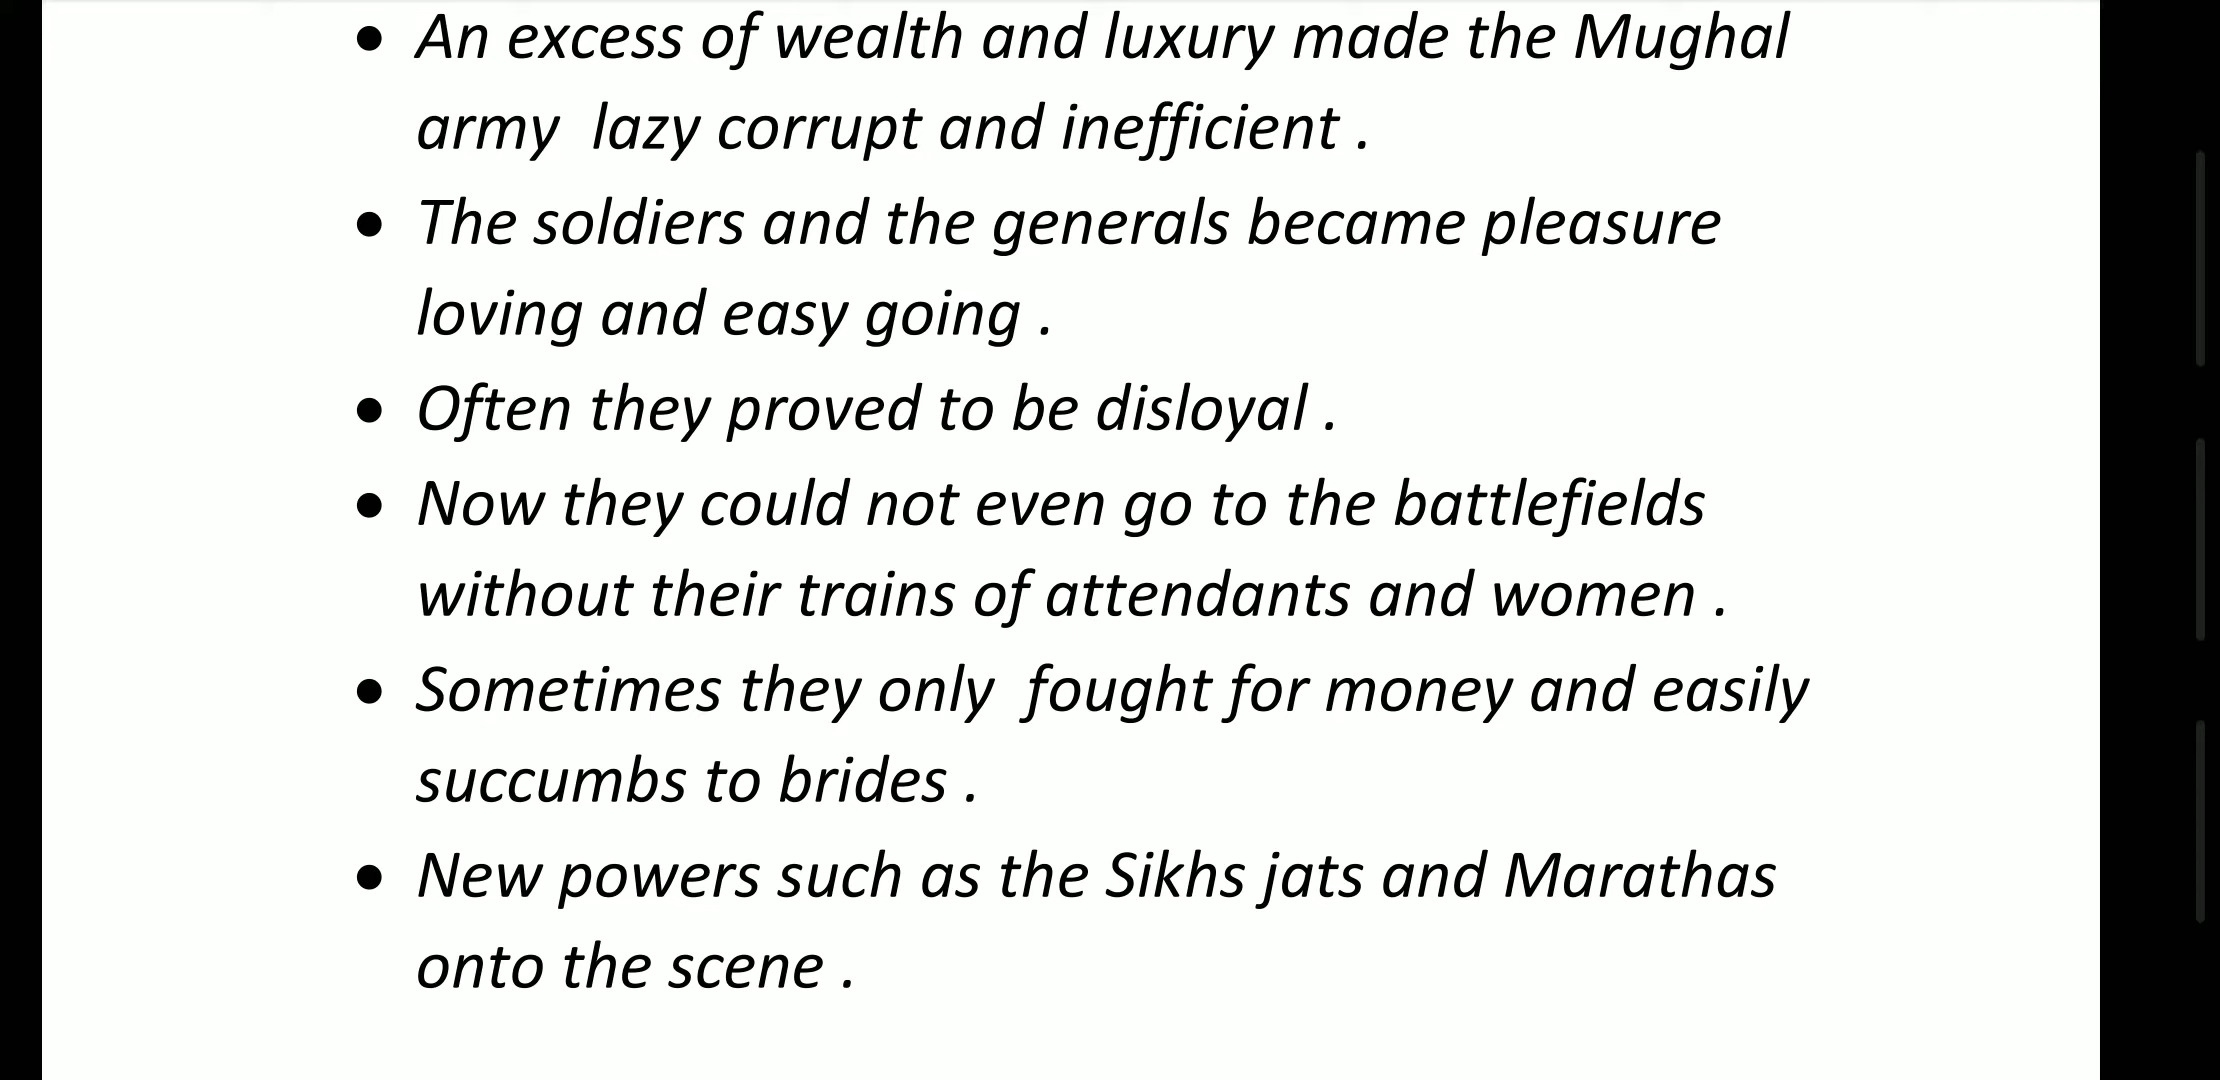 • An excess of wealth and luxury made the Mughal
army  lazy corrupt and inefficient .
• The soldiers and the generals became pleasure
loving and easy going .
• Often they proved to be disloyal .
• Now they could not even go to the battlefields
without their trains of attendants and women .
• Sometimes they only  fought for money and easily
succumbs to brides .
• New powers such as the Sikhs jats and Marathas
onto the scene .